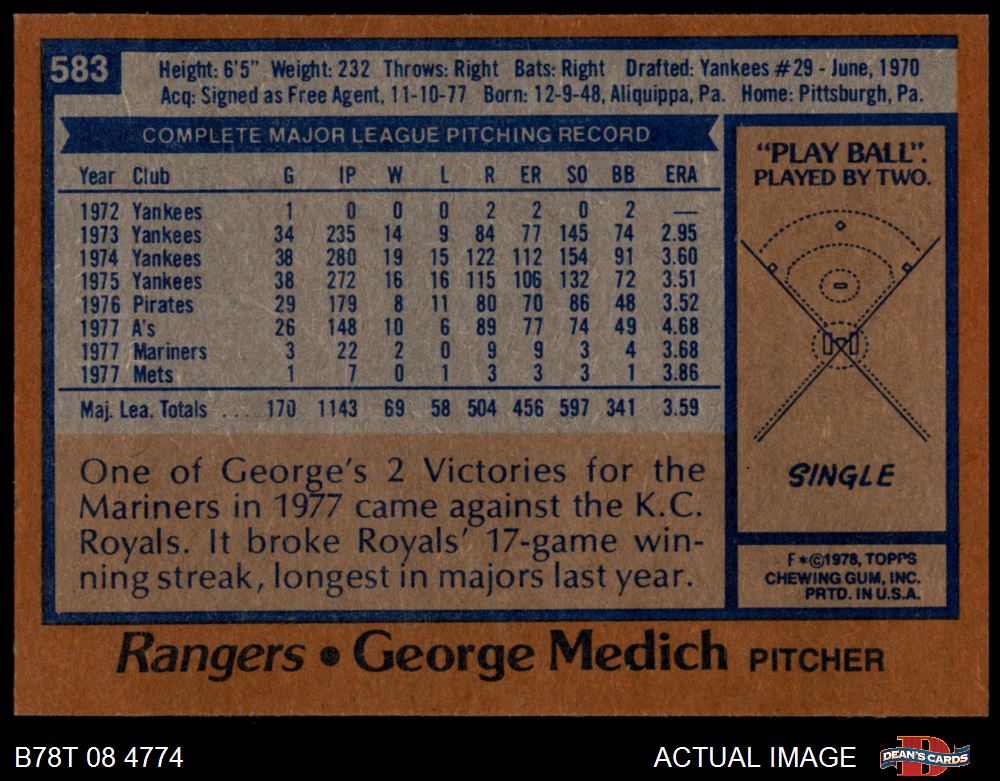 583
Height: 6'5" Weight: 232 Throws: Right Bats: Right Drafted: Yankees #29 - June, 1970
Acq: Signed as Free Agent, 11-10-77 Born: 12-9-48, Aliquippa, Pa. Home: Pittsburgh, Pa.
COMPLETE MAJOR LEAGUE PITCHING RECORD
Year Club G IP W L R ER SO BB ERA
1972 Yankees 1 0 0 0 2 2 0 2 —
1973 Yankees 34 235 14 9 84 77 145 74 2.95
1974 Yankees 38 280 19 15 122 112 154 91 3.60
1975 Yankees 38 272 16 16 115 106 132 72 3.51
1976 Pirates 29 179 8 11 80 70 86 48 3.52
1977 A's 26 148 10 6 89 77 74 49 4.68
1977 Mariners 3 22 2 0 9 9 3 4 3.68
1977 Mets 1 7 0 1 3 3 3 1 3.86
Maj. Lea. Totals ... 170 1143 69 58 504 456 597 341 3.59
One of George's 2 Victories for the
Mariners in 1977 came against the K.C.
Royals. It broke Royals' 17-game win-
ning streak, longest in majors last year.
"PLAY BALL".
PLAYED BY TWO.
SINGLE
F*©1978, TOPPS
CHEWING GUM, INC.
PRTD. IN U.S.A.
Rangers • George Medich PITCHER
B78T 08 4774
ACTUAL IMAGE
DEAN'S CARDS